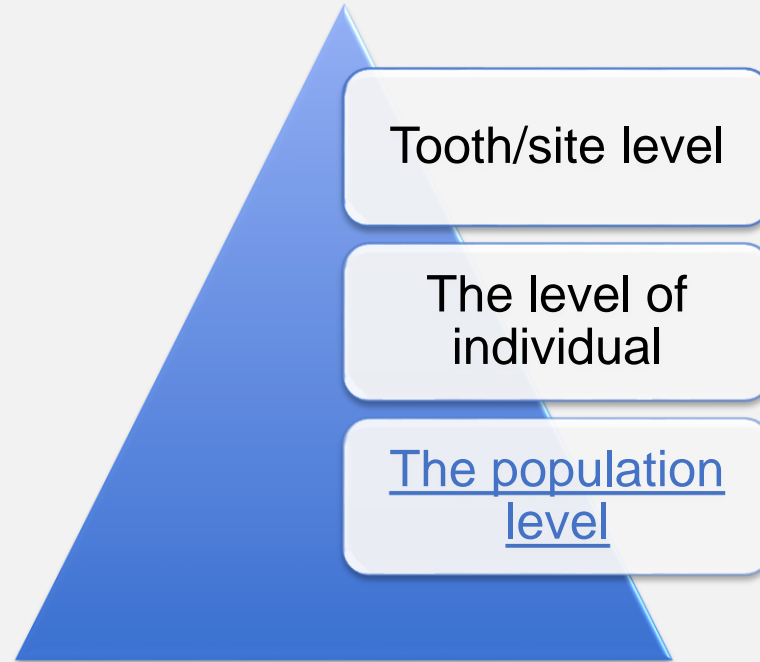 Tooth/site level
The level of
individual
The population
level